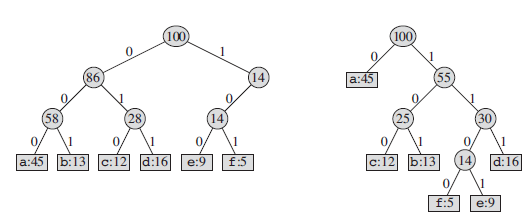 100 100
0 1 0 1
86 14 a:45 55
0 1 0 0 1
58 28 14 25 30
0 1 0 1 0 1 0 1 0 1
a:45 b:13 c:12 d:16 e:9 f:5 c:12 b:13 14 d:16
0 1
f:5 e:9